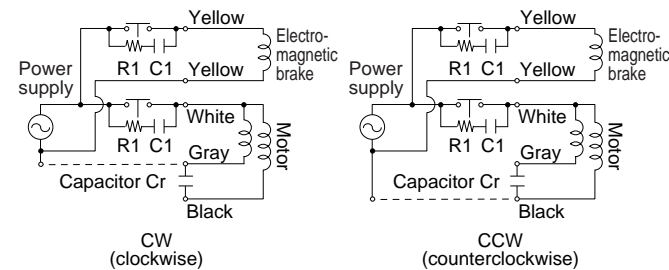 Yellow
Electro-
magnetic
brake
R1 C1
Power
supply
Yellow
White
R1 C1
Gray
Motor
Capacitor Cr
Black
CW
(clockwise)
Yellow
Electro-
magnetic
brake
R1 C1
Power
supply
Yellow
White
R1 C1
Gray
Motor
Capacitor Cr
Black
CCW
(counterclockwise)